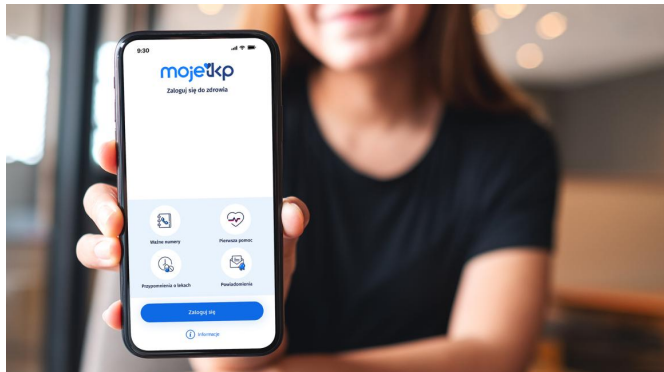 9:30
mojeikp
Zaloguj się do zdrowia
Ważne numery
Pierwsza pomoc
Przypomnienia o lekach
Powiadomienia
Zaloguj się
i Informacje